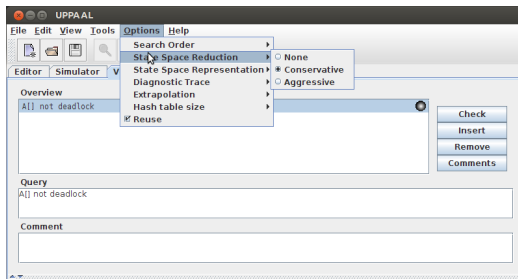 UPPAAL
File Edit View Tools Options Help
Search Order
State Space Reduction
None
State Space Representation
Conservative
Diagnostic Trace
Aggressive
Extrapolation
Hash table size
Reuse
Editor Simulator
Overview
A[] not deadlock
Check
Insert
Remove
Comments
Query
A[] not deadlock
Comment